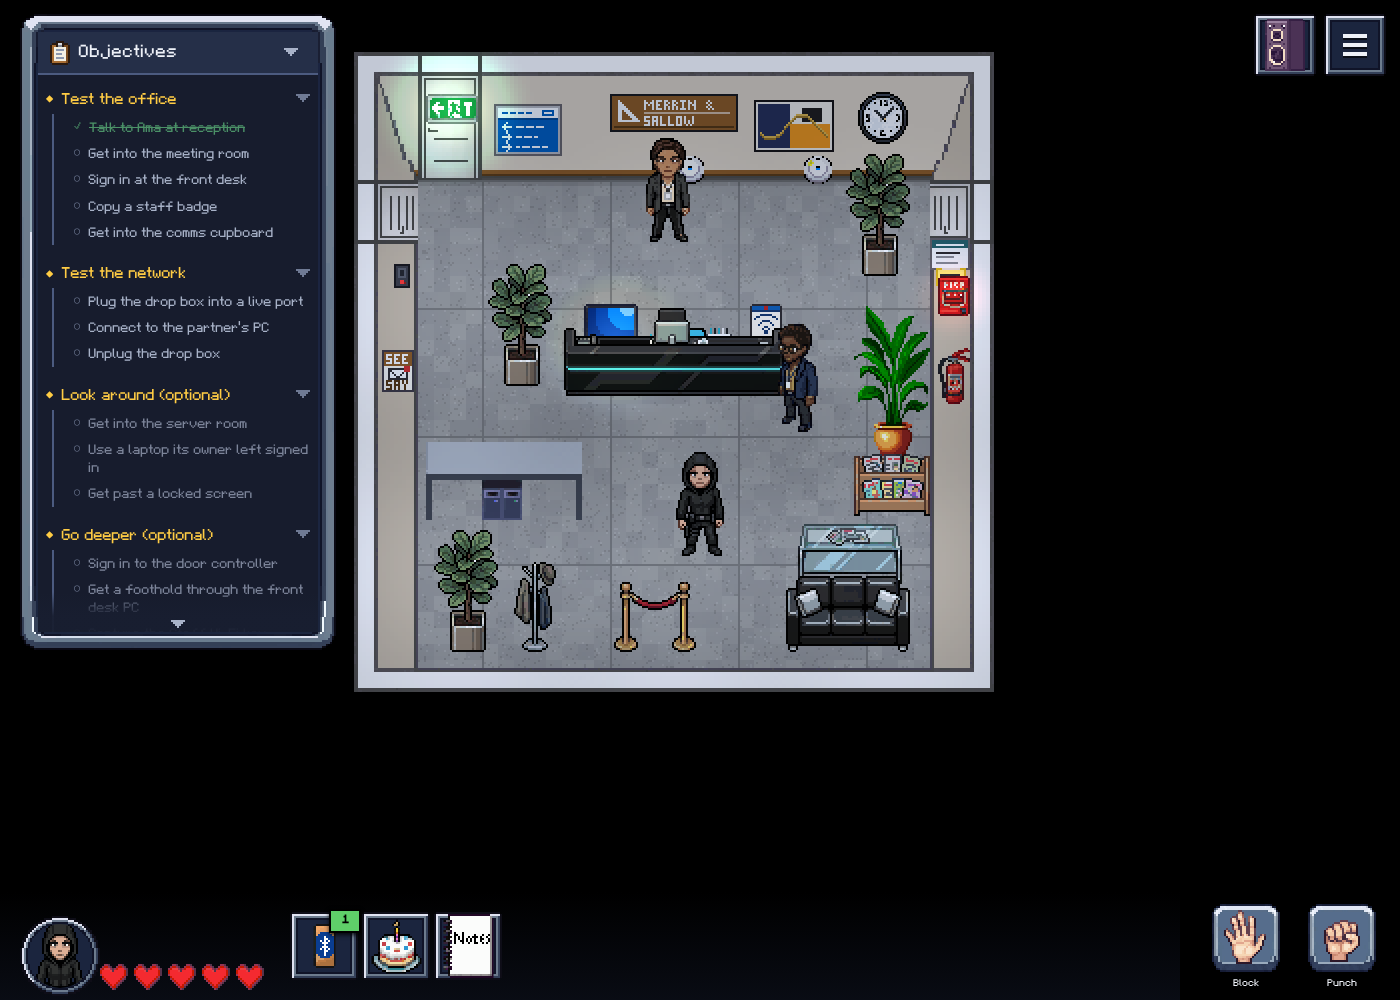 Objectives
Test the office
Talk to Ama at reception
Get into the meeting room
Sign in at the front desk
Copy a staff badge
Get into the comms cupboard
Test the network
Plug the drop box into a live port
Connect to the partner's PC
Unplug the drop box
Look around (optional)
Get into the server room
Use a laptop its owner left signed
in
Get past a locked screen
Go deeper (optional)
Sign in to the door controller
Get a foothold through the front
desk PC
MERRIN &
SALLOW
SEE
SAY
1
Notes
Block
Punch